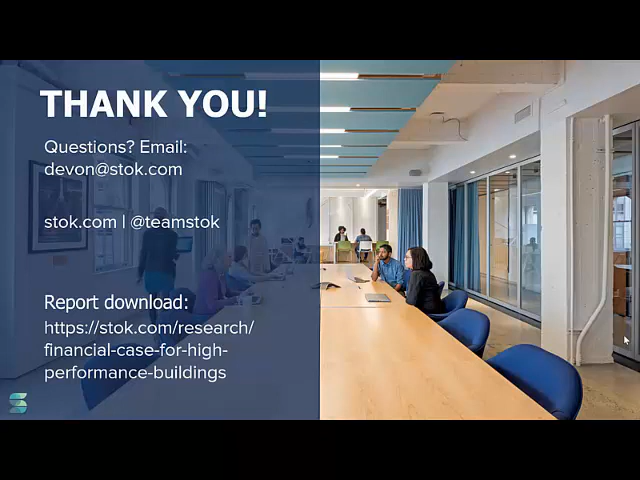 THANK YOU!
Questions? Email:
devon@stok.com
stok.com | @teamstok
Report download:
https://stok.com/research/
financial-case-for-high-
performance-buildings